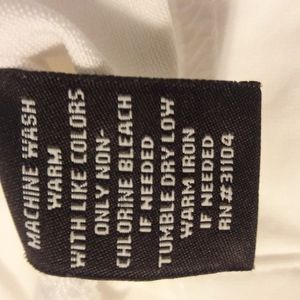 MACHINE WASH
WARM
WITH LIKE COLORS
ONLY NON-
CHLORINE BLEACH
IF NEEDED
TUMBLE DRY LOW
WARM IRON
IF NEEDED
RN#31104